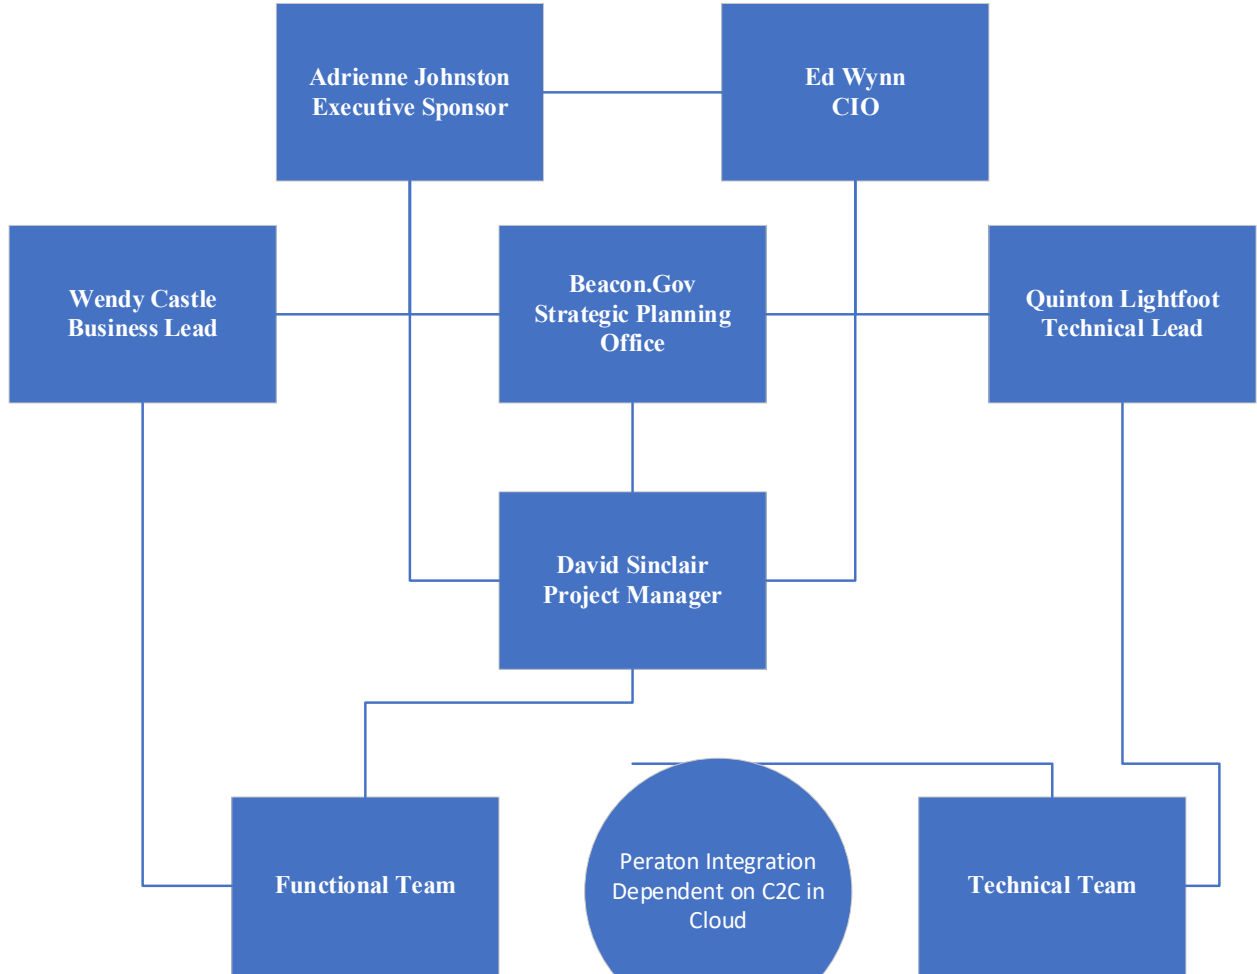 Adrienne Johnston
Executive Sponsor
Ed Wynn
CIO
Wendy Castle
Business Lead
Beacon.Gov
Strategic Planning
Office
Quinton Lightfoot
Technical Lead
David Sinclair
Project Manager
Functional Team
Peraton Integration
Dependent on C2C in
Cloud
Technical Team